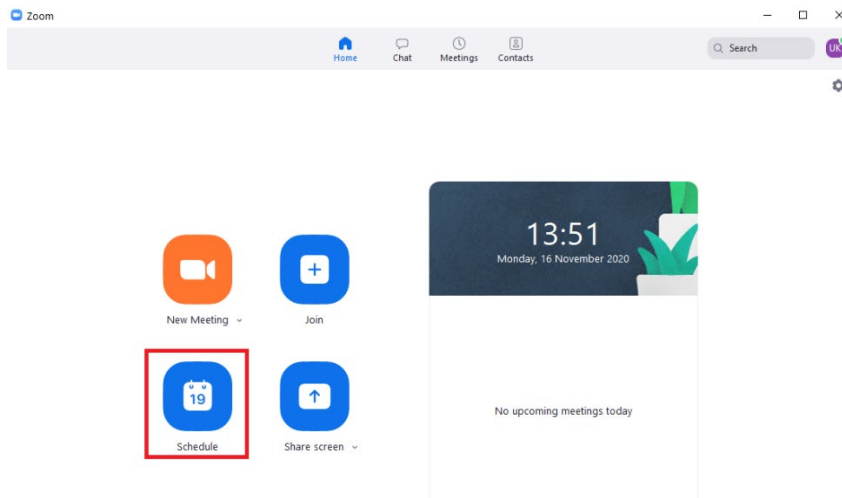 Zoom
Home
Chat
Meetings
Contacts
Search
UK
13:51
Monday, 16 November 2020
New Meeting
Join
19
Schedule
Share screen
No upcoming meetings today